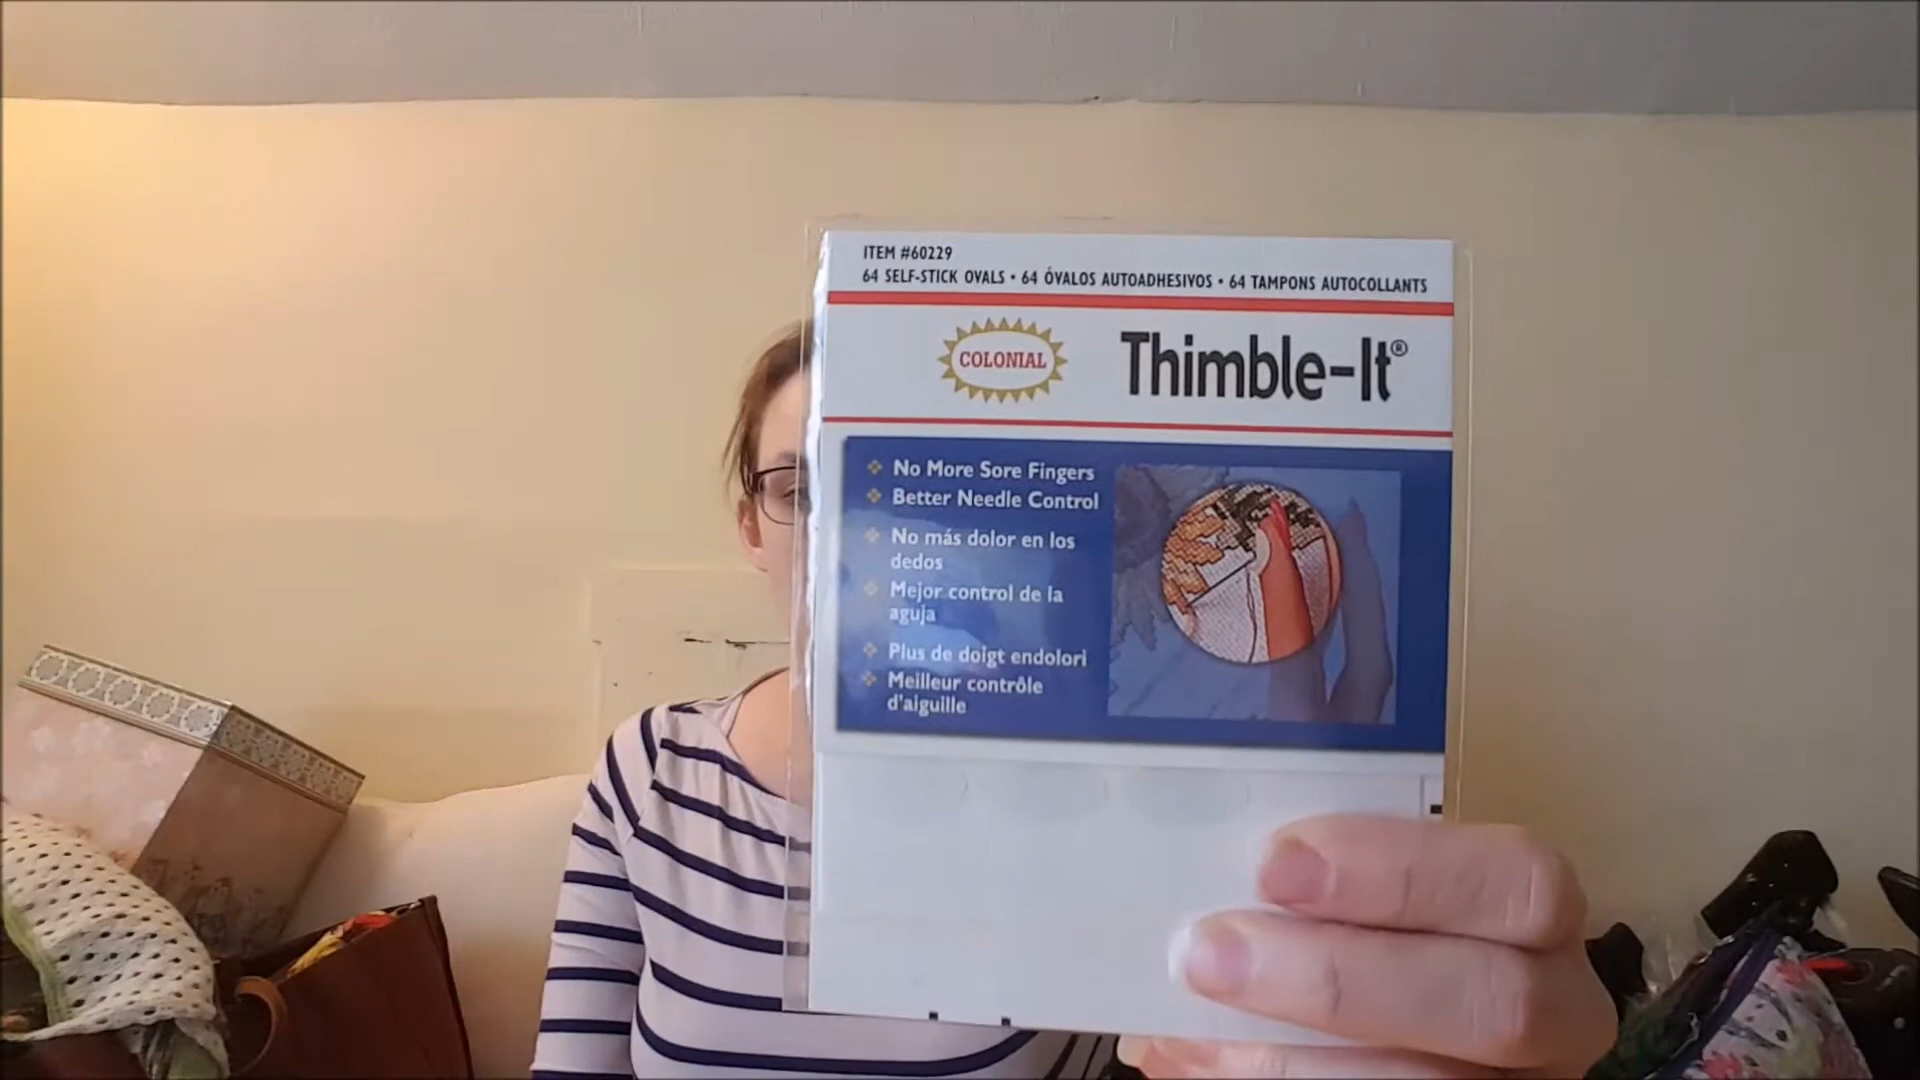 ITEM #60229
64 SELF-STICK OVALS • 64 ÓVALOS AUTOADHESIVOS • 64 TAMPONS AUTOCOLLANTS
COLONIAL
Thimble-It®
No More Sore Fingers
Better Needle Control
No más dolor en los
dedos
Mejor control de la
aguja
Plus de doigt endolori
Meilleur contrôle
d'aiguille